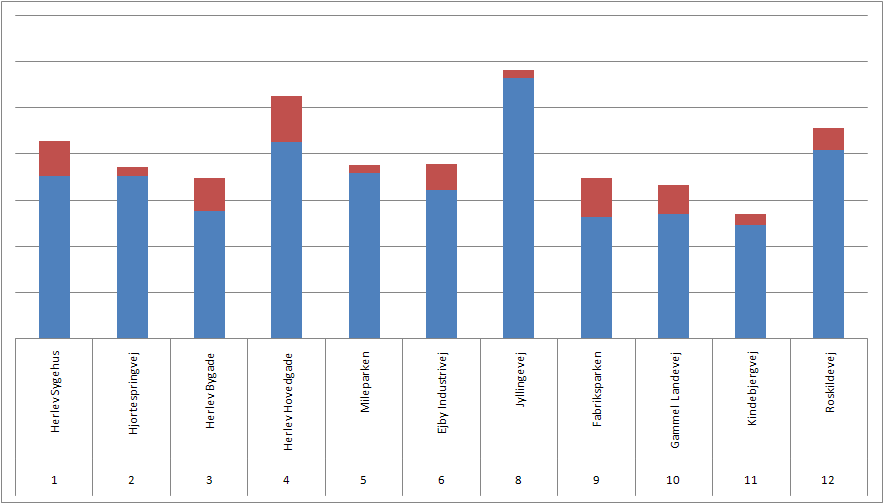 Herlev Sygehus
Hjortespringvej
Herlev Bygade
Herlev Hovedgade
Mileparken
Ejby Industrivej
Jyllingevej
Fabriksparken
Gammel Landevej
Kindebjergvej
Roskildevej
1 2 3 4 5 6 8 9 10 11 12